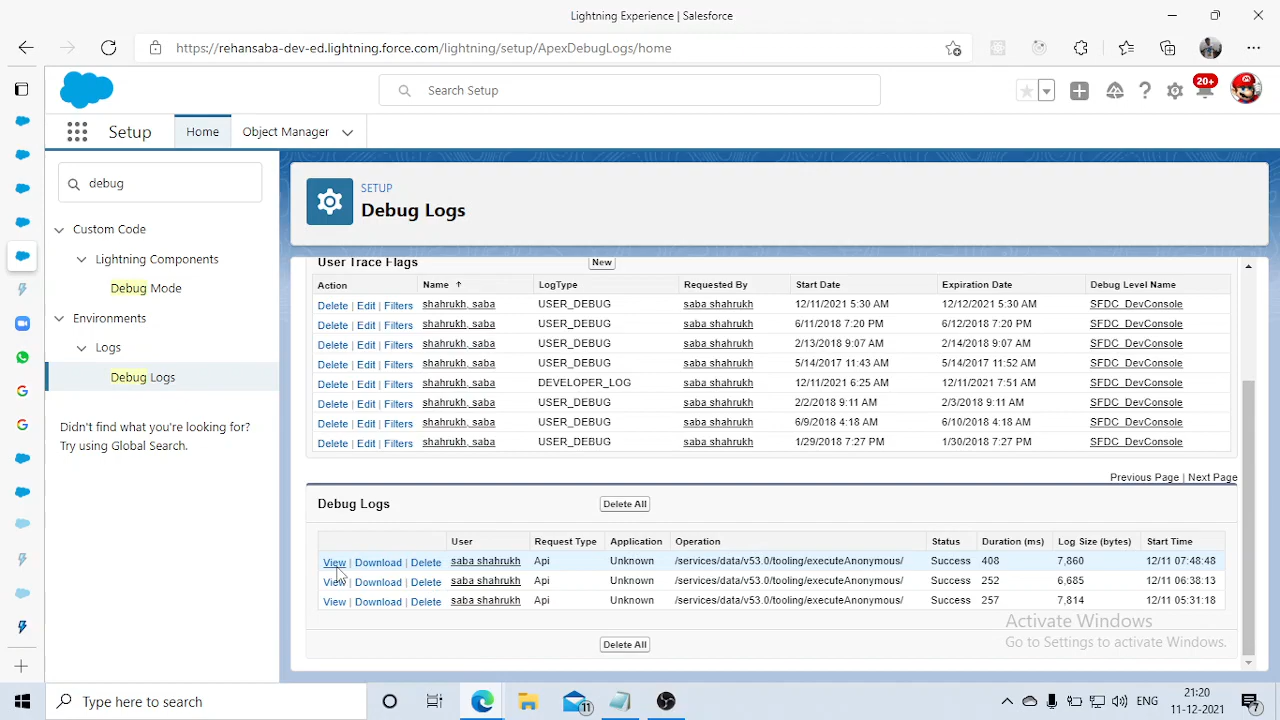 Lightning Experience | Salesforce
https://rehansaba-dev-ed.lightning.force.com/lightning/setup/ApexDebugLogs/home
Search Setup
20+
Setup Home Object Manager
debug
Custom Code
Lightning Components
Debug Mode
Environments
Logs
Debug Logs
Didn't find what you're looking for?
Try using Global Search.
SETUP
Debug Logs
User Trace Flags New
Action Name ↑ LogType Requested By Start Date Expiration Date Debug Level Name
Delete | Edit | Filters shahrukh, saba USER_DEBUG saba shahrukh 12/11/2021 5:30 AM 12/12/2021 5:30 AM SFDC_DevConsole
Delete | Edit | Filters shahrukh, saba USER_DEBUG saba shahrukh 6/11/2018 7:20 PM 6/12/2018 7:20 PM SFDC_DevConsole
Delete | Edit | Filters shahrukh, saba USER_DEBUG saba shahrukh 2/13/2018 9:07 AM 2/14/2018 9:07 AM SFDC_DevConsole
Delete | Edit | Filters shahrukh, saba USER_DEBUG saba shahrukh 5/14/2017 11:43 AM 5/14/2017 11:52 AM SFDC_DevConsole
Delete | Edit | Filters shahrukh, saba DEVELOPER_LOG saba shahrukh 12/11/2021 6:25 AM 12/11/2021 7:51 AM SFDC_DevConsole
Delete | Edit | Filters shahrukh, saba USER_DEBUG saba shahrukh 2/2/2018 9:11 AM 2/3/2018 9:11 AM SFDC_DevConsole
Delete | Edit | Filters shahrukh, saba USER_DEBUG saba shahrukh 6/9/2018 4:18 AM 6/10/2018 4:18 AM SFDC_DevConsole
Delete | Edit | Filters shahrukh, saba USER_DEBUG saba shahrukh 1/29/2018 7:27 PM 1/30/2018 7:27 PM SFDC_DevConsole
Previous Page | Next Page
Debug Logs Delete All
User Request Type Application Operation Status Duration (ms) Log Size (bytes) Start Time
View | Download | Delete saba shahrukh Api Unknown /services/data/v53.0/tooling/executeAnonymous/ Success 408 7,860 12/11 07:48:48
View | Download | Delete saba shahrukh Api Unknown /services/data/v53.0/tooling/executeAnonymous/ Success 252 6,685 12/11 06:38:13
View | Download | Delete saba shahrukh Api Unknown /services/data/v53.0/tooling/executeAnonymous/ Success 257 7,814 12/11 05:31:18
Delete All
Activate Windows
Go to Settings to activate Windows.
Type here to search
11
ENG
21:20
11-12-2021
7